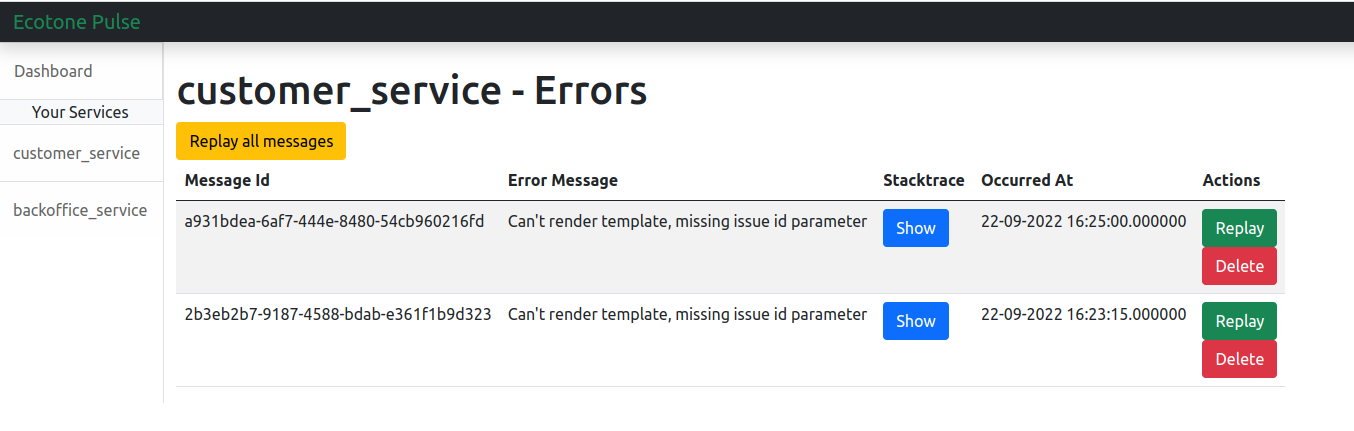 Ecotone Pulse
Dashboard
Your Services
customer_service
backoffice_service
customer_service - Errors
Replay all messages
Message Id Error Message Stacktrace Occurred At Actions
a931bdea-6af7-444e-8480-54cb960216fd Can't render template, missing issue id parameter Show 22-09-2022 16:25:00.000000 Replay
Delete
2b3eb2b7-9187-4588-bdab-e361f1b9d323 Can't render template, missing issue id parameter Show 22-09-2022 16:23:15.000000 Replay
Delete